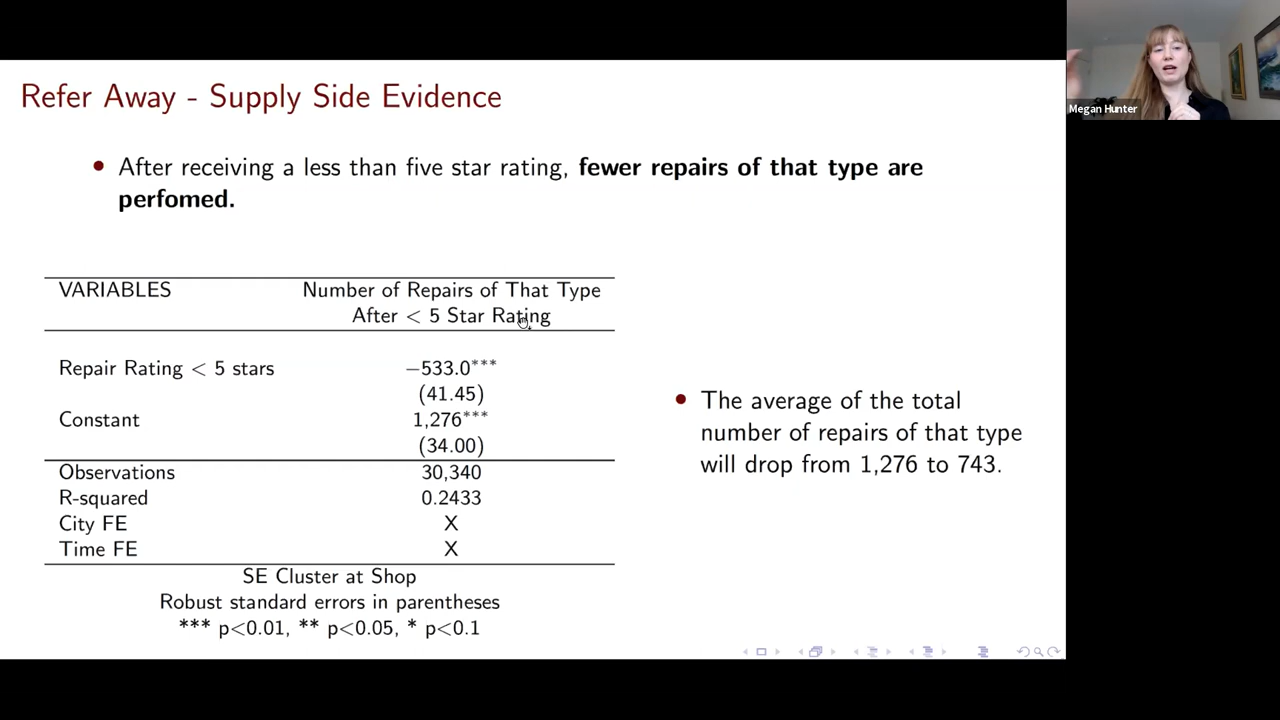 Refer Away - Supply Side Evidence
Megan Hunter
• After receiving a less than five star rating, fewer repairs of that type are
perfomed.
VARIABLES Number of Repairs of That Type
After < 5 Star Rating
Repair Rating < 5 stars −533.0***
(41.45)
Constant 1,276***
(34.00)
Observations 30,340
R-squared 0.2433
City FE X
Time FE X
SE Cluster at Shop
Robust standard errors in parentheses
*** p<0.01, ** p<0.05, * p<0.1
• The average of the total
number of repairs of that type
will drop from 1,276 to 743.